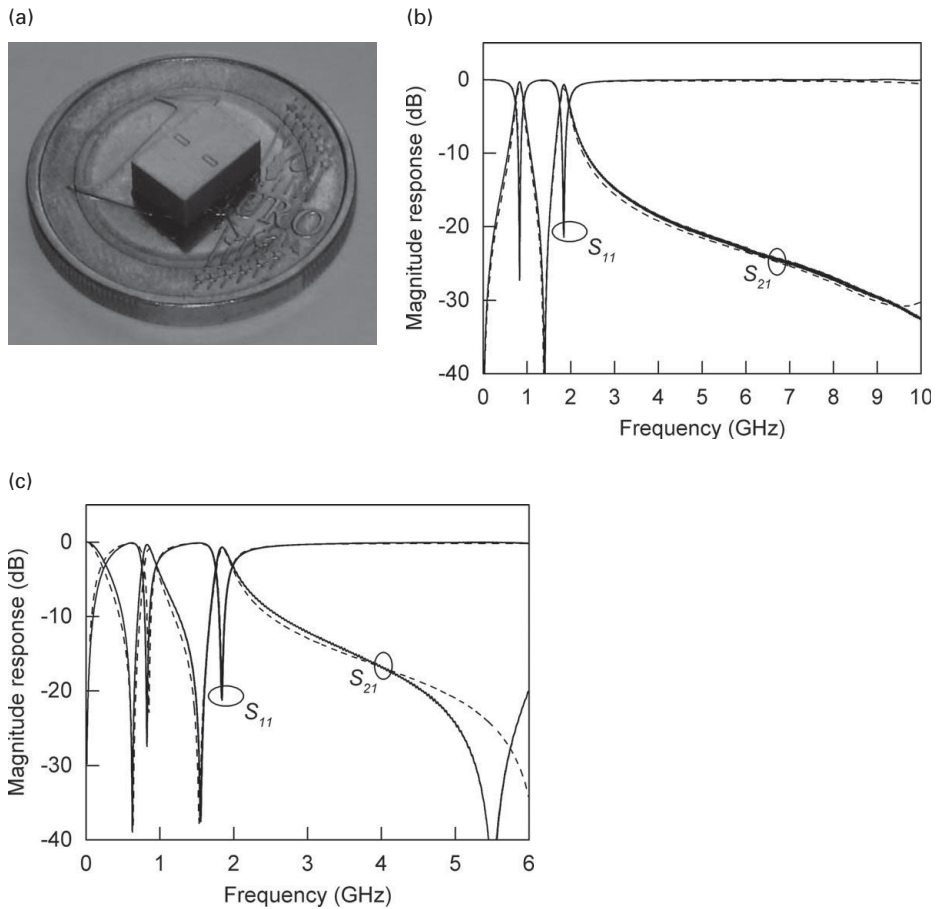 (a)
(b)
0
-10
-20
-30
-40
Magnitude response (dB)
S11
S21
0 1 2 3 4 5 6 7 8 9 10
Frequency (GHz)
(c)
0
-10
-20
-30
-40
Magnitude response (dB)
S11
S21
0 1 2 3 4 5 6
Frequency (GHz)